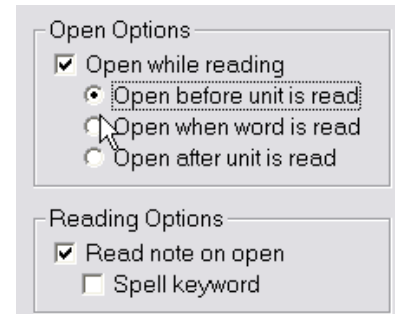 Open Options
Open while reading
Open before unit is read
Open when word is read
Open after unit is read
Reading Options
Read note on open
Spell keyword